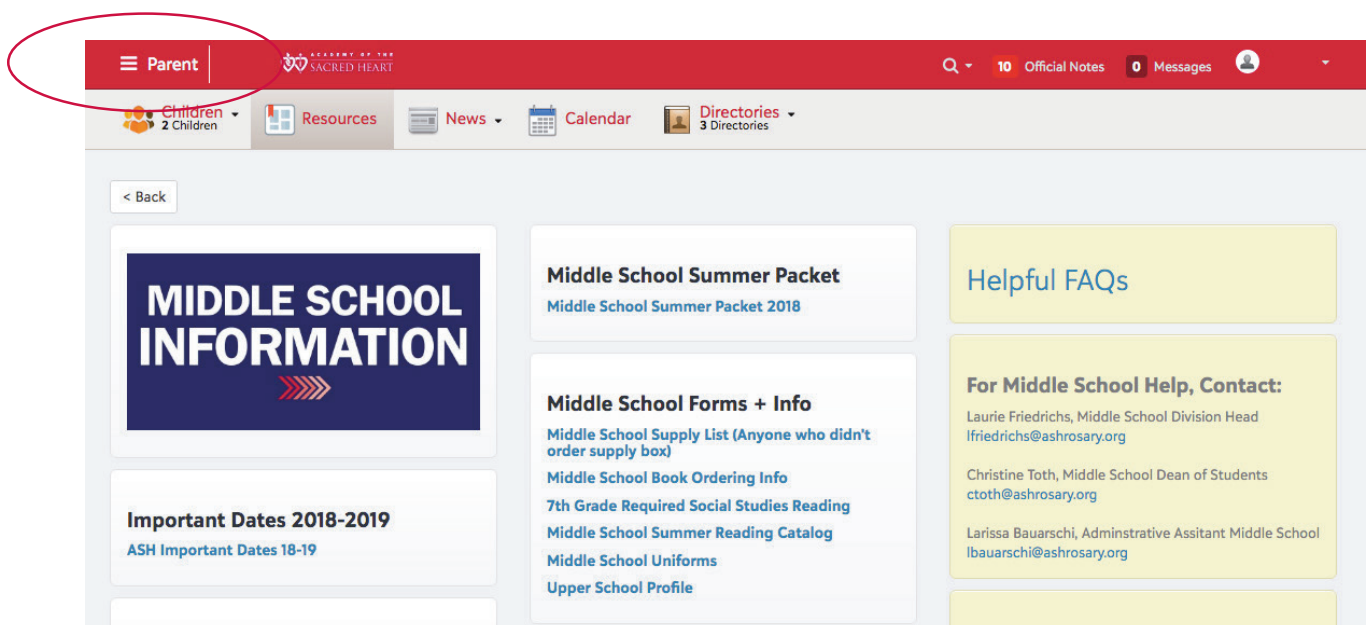 Parent
ACADEMY OF THE
SACRED HEART
10 Official Notes
0 Messages
Children
2 Children
Resources
News
Calendar
Directories
3 Directories
< Back
MIDDLE SCHOOL
INFORMATION
Important Dates 2018-2019
ASH Important Dates 18-19
Middle School Summer Packet
Middle School Summer Packet 2018
Middle School Forms + Info
Middle School Supply List (Anyone who didn't
order supply box)
Middle School Book Ordering Info
7th Grade Required Social Studies Reading
Middle School Summer Reading Catalog
Middle School Uniforms
Upper School Profile
Helpful FAQs
For Middle School Help, Contact:
Laurie Friedrichs, Middle School Division Head
lfriedrichs@ashrosary.org
Christine Toth, Middle School Dean of Students
ctoth@ashrosary.org
Larissa Bauarschi, Adminstrative Assitant Middle School
lbauarschi@ashrosary.org